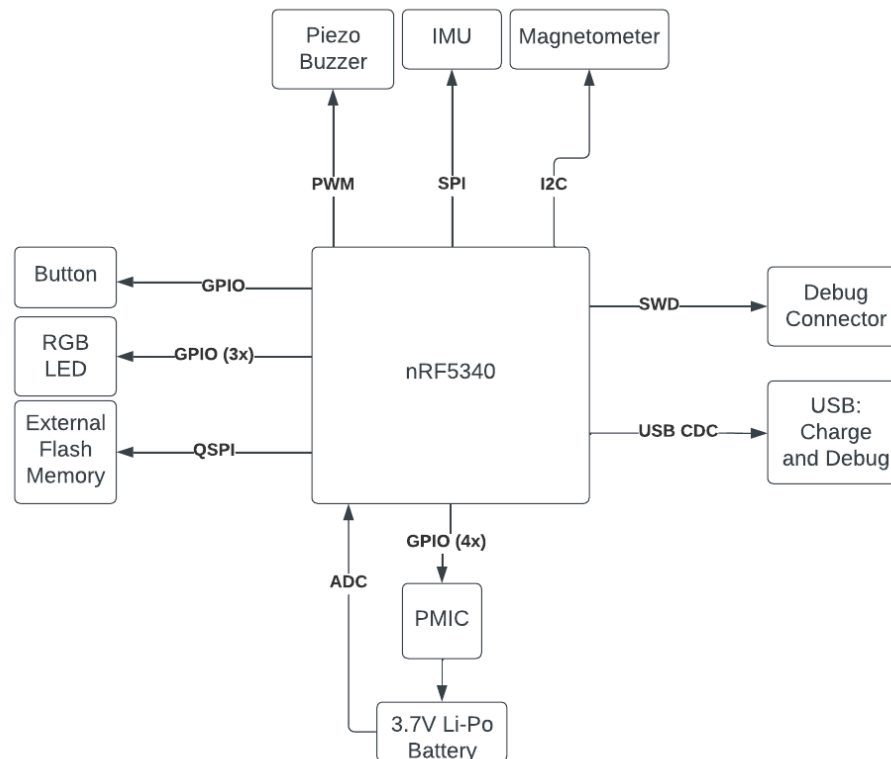 Piezo
Buzzer
IMU
Magnetometer
PWM
SPI
I2C
Button
GPIO
RGB
LED
GPIO (3x)
External
Flash
Memory
QSPI
nRF5340
SWD
Debug
Connector
USB CDC
USB:
Charge
and Debug
GPIO (4x)
ADC
PMIC
3.7V Li-Po
Battery